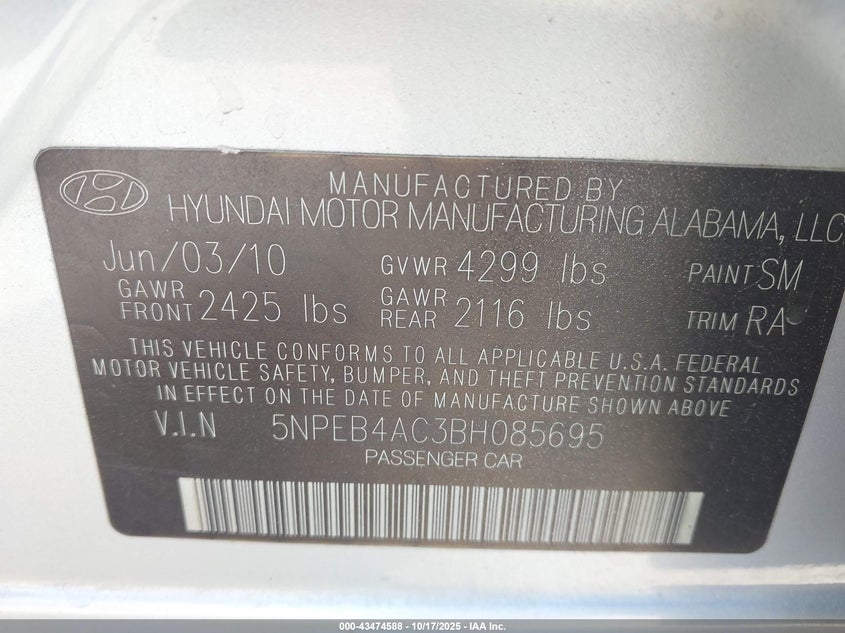 MANUFACTURED BY
HYUNDAI MOTOR MANUFACTURING ALABAMA, LLC.
Jun/03/10 GVWR 4299 lbs PAINT SM
GAWR FRONT 2425 lbs GAWR REAR 2116 lbs TRIM RA
THIS VEHICLE CONFORMS TO ALL APPLICABLE U.S.A. FEDERAL
MOTOR VEHICLE SAFETY, BUMPER, AND THEFT PREVENTION STANDARDS
IN EFFECT ON THE DATE OF MANUFACTURE SHOWN ABOVE.
V.I.N 5NPEB4AC3BH085695
PASSENGER CAR
000-43474588 - 10/17/2025 - IAA Inc.